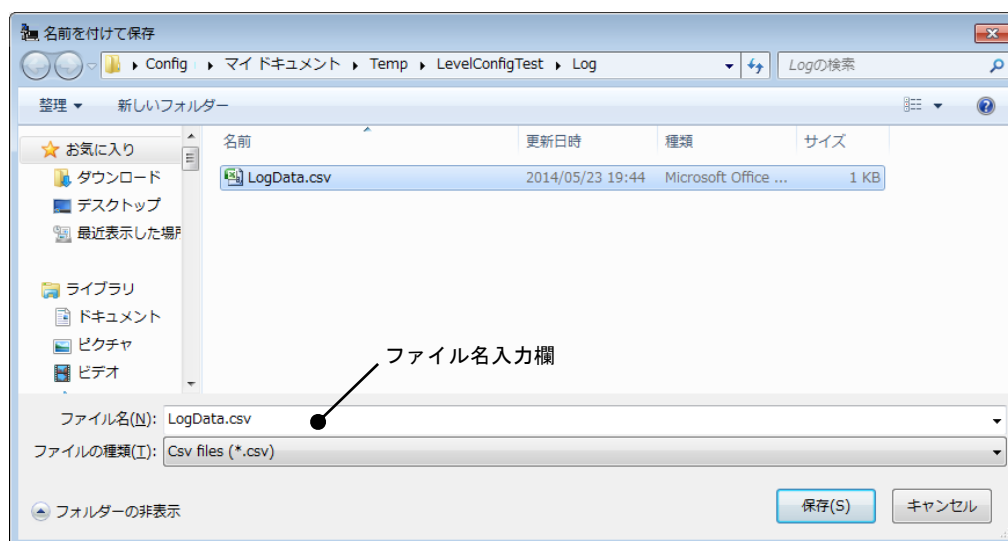 名前を付けて保存
Config ▸ マイ ドキュメント ▸ Temp ▸ LevelConfigTest ▸ Log
Logの検索
整理 ▼ 新しいフォルダー
名前 更新日時 種類 サイズ
お気に入り
LogData.csv 2014/05/23 19:44 Microsoft Office ... 1 KB
ダウンロード
デスクトップ
最近表示した場所
ライブラリ
ドキュメント
ピクチャ
ビデオ
ファイル名入力欄
ファイル名(N): LogData.csv
ファイルの種類(T): Csv files (*.csv)
フォルダーの非表示
保存(S) キャンセル